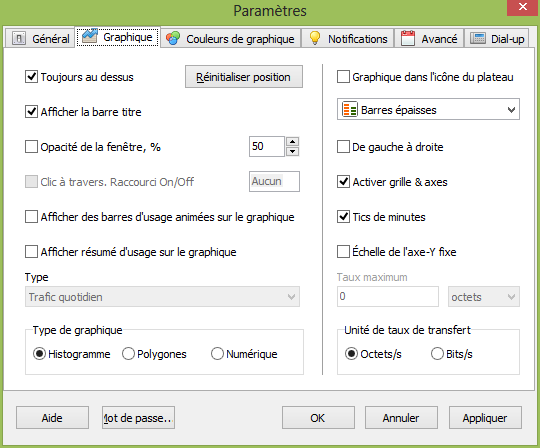 Paramètres
Général
Graphique
Couleurs de graphique
Notifications
Avancé
Dial-up
Toujours au dessus
Réinitialiser position
Afficher la barre titre
Opacité de la fenêtre, %
50
Clic à travers. Raccourci On/Off
Aucun
Afficher des barres d'usage animées sur le graphique
Afficher résumé d'usage sur le graphique
Type
Trafic quotidien
Type de graphique
Histogramme
Polygones
Numérique
Graphique dans l'icône du plateau
Barres épaisses
De gauche à droite
Activer grille & axes
Tics de minutes
Échelle de l'axe-Y fixe
Taux maximum
0
octets
Unité de taux de transfert
Octets/s
Bits/s
Aide
Mot de passe...
OK
Annuler
Appliquer